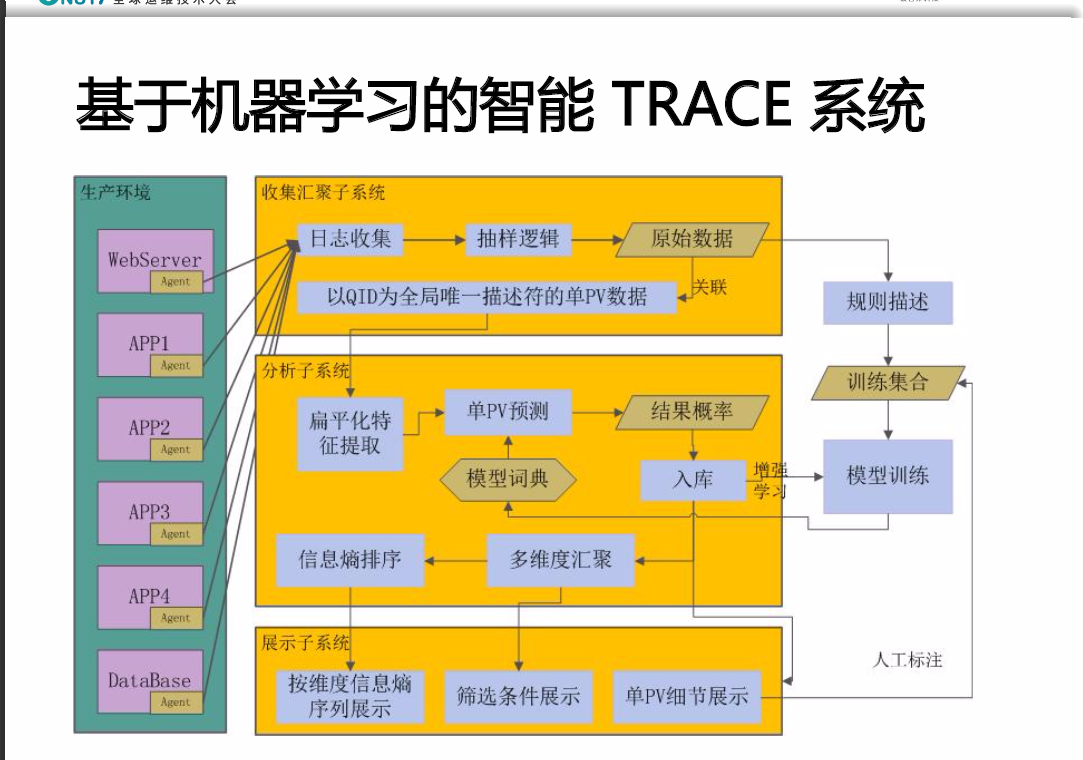 全球运维技术大会
基于机器学习的智能 TRACE 系统
生产环境
WebServer
Agent
APP1
Agent
APP2
Agent
APP3
Agent
APP4
Agent
DataBase
Agent
收集汇聚子系统
日志收集
抽样逻辑
原始数据
关联
以QID为全局唯一描述符的单PV数据
分析子系统
扁平化特
征提取
单PV预测
结果概率
模型词典
入库
增强
学习
信息熵排序
多维度汇聚
展示子系统
按维度信息熵
序列展示
筛选条件展示
单PV细节展示
规则描述
训练集合
模型训练
人工标注